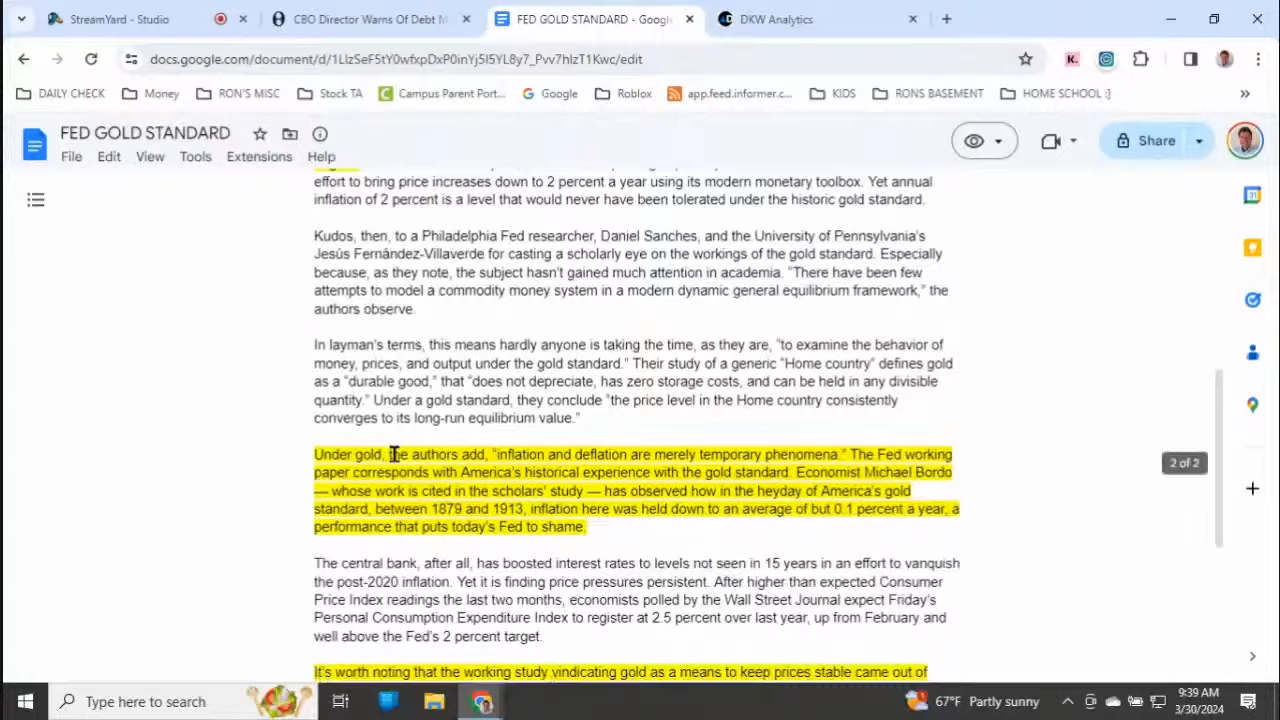 StreamYard - Studio
CBO Director Warns Of Debt M
FED GOLD STANDARD - Googl
DKW Analytics
docs.google.com/document/d/1LlzSeF5tY0wfxpDxP0inYj5I5YL8y7_Pvv7hlzT1Kwc/edit
DAILY CHECK
Money
RON'S MISC
Stock TA
Campus Parent Port...
Google
Roblox
app.feed.informer.c...
KIDS
RONS BASEMENT
HOME SCHOOL :}
FED GOLD STANDARD
File Edit View Tools Extensions Help
Share
effort to bring price increases down to 2 percent a year using its modern monetary toolbox. Yet annual
inflation of 2 percent is a level that would never have been tolerated under the historic gold standard.
Kudos, then, to a Philadelphia Fed researcher, Daniel Sanches, and the University of Pennsylvania's
Jesús Fernández-Villaverde for casting a scholarly eye on the workings of the gold standard. Especially
because, as they note, the subject hasn't gained much attention in academia. “There have been few
attempts to model a commodity money system in a modern dynamic general equilibrium framework,” the
authors observe.
In layman's terms, this means hardly anyone is taking the time, as they are, “to examine the behavior of
money, prices, and output under the gold standard.” Their study of a generic “Home country” defines gold
as a “durable good,” that “does not depreciate, has zero storage costs, and can be held in any divisible
quantity.” Under a gold standard, they conclude “the price level in the Home country consistently
converges to its long-run equilibrium value.”
Under gold, the authors add, “inflation and deflation are merely temporary phenomena.” The Fed working
paper corresponds with America's historical experience with the gold standard. Economist Michael Bordo
— whose work is cited in the scholars' study — has observed how in the heyday of America's gold
standard, between 1879 and 1913, inflation here was held down to an average of but 0.1 percent a year, a
performance that puts today's Fed to shame.
2 of 2
The central bank, after all, has boosted interest rates to levels not seen in 15 years in an effort to vanquish
the post-2020 inflation. Yet it is finding price pressures persistent. After higher than expected Consumer
Price Index readings the last two months, economists polled by the Wall Street Journal expect Friday's
Personal Consumption Expenditure Index to register at 2.5 percent over last year, up from February and
well above the Fed's 2 percent target.
It's worth noting that the working study vindicating gold as a means to keep prices stable came out of
Type here to search
67°F Partly sunny
9:39 AM
3/30/2024